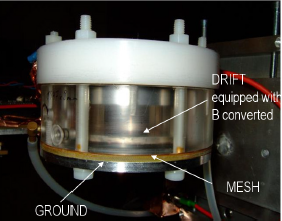 DRIFT
equipped with
B converted
MESH
GROUND